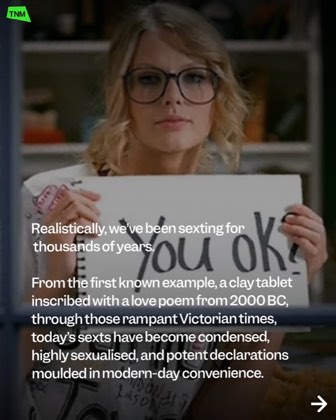 TNM
YOU OK?
Realistically, we've been sexting for
thousands of years.
From the first known example, a clay tablet
inscribed with a love poem from 2000 BC,
through those rampant Victorian times,
today's sexts have become condensed,
highly sexualised, and potent declarations
moulded in modern-day convenience.